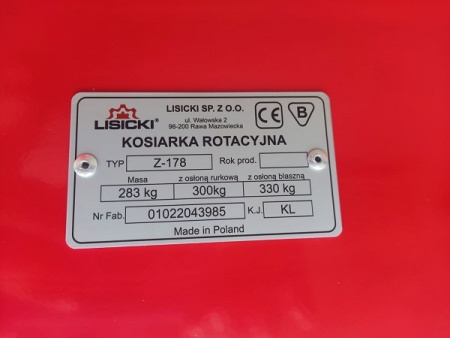 LISICKI®
LISICKI SP. Z O.O.
ul. Wałowska 2
96-200 Rawa Mazowiecka
CE
B
KOSIARKA ROTACYJNA
TYP Z-178 Rok prod.
Masa z osłoną rurkową z osłoną blaszną
283 kg 300kg 330 kg
Nr Fab. 01022043985 K.J. KL
Made in Poland